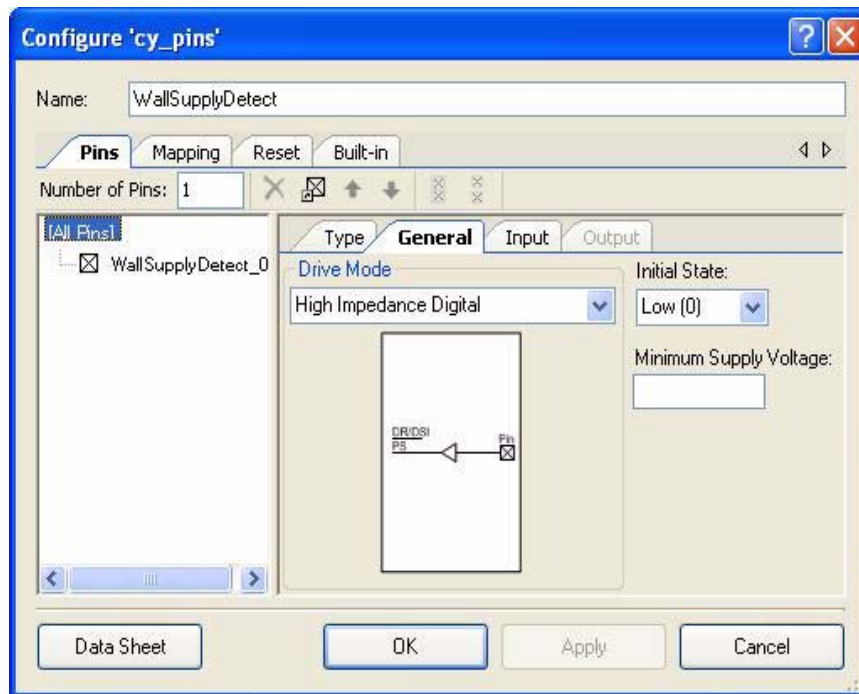 Configure 'cy_pins'
Name: WallSupplyDetect
Pins Mapping Reset Built-in
Number of Pins: 1
[All Pins]
WallSupplyDetect_0
Type General Input Output
Drive Mode
High Impedance Digital
Initial State:
Low (0)
Minimum Supply Voltage:
DR/DSI
PS
Pin
Data Sheet OK Apply Cancel